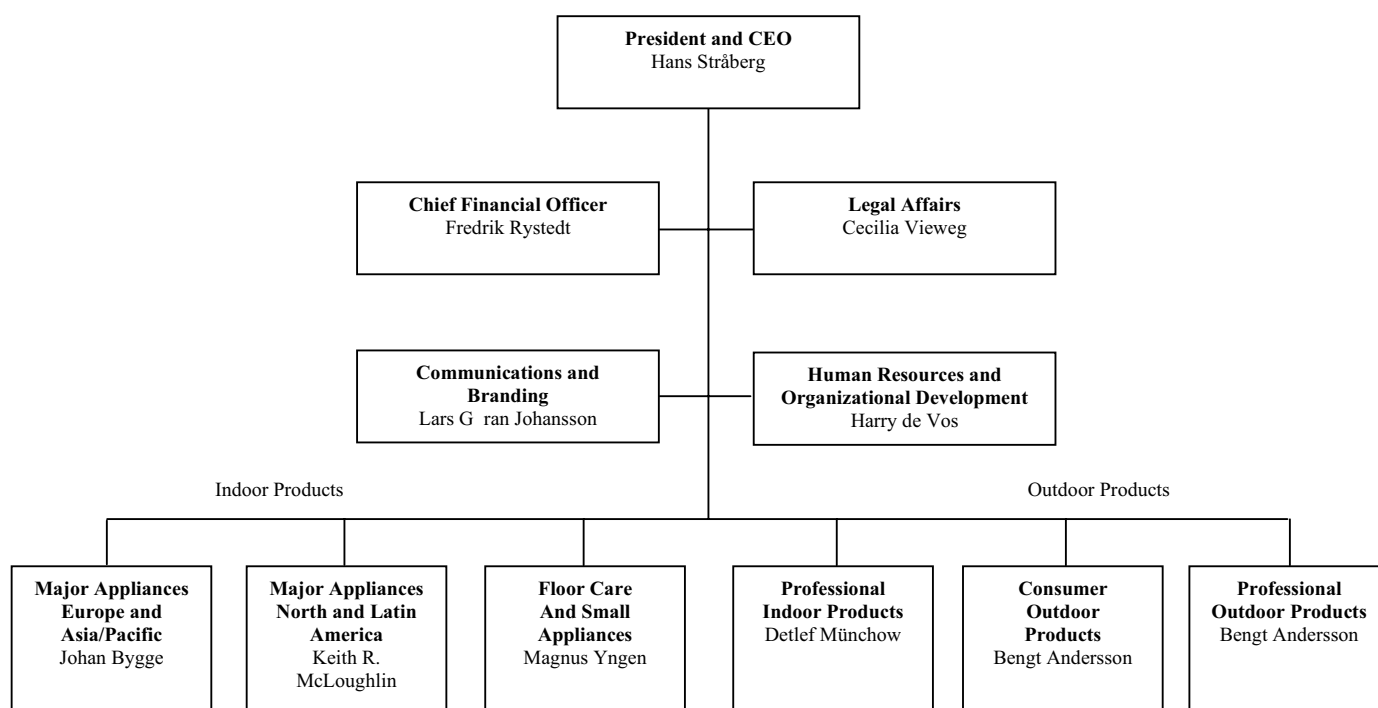 President and CEO
Hans Stråberg
Chief Financial Officer
Fredrik Rystedt
Legal Affairs
Cecilia Vieweg
Communications and
Branding
Lars G ran Johansson
Human Resources and
Organizational Development
Harry de Vos
Indoor Products
Outdoor Products
Major Appliances
Europe and
Asia/Pacific
Johan Bygge
Major Appliances
North and Latin
America
Keith R.
McLoughlin
Floor Care
And Small
Appliances
Magnus Yngen
Professional
Indoor Products
Detlef Münchow
Consumer
Outdoor
Products
Bengt Andersson
Professional
Outdoor Products
Bengt Andersson